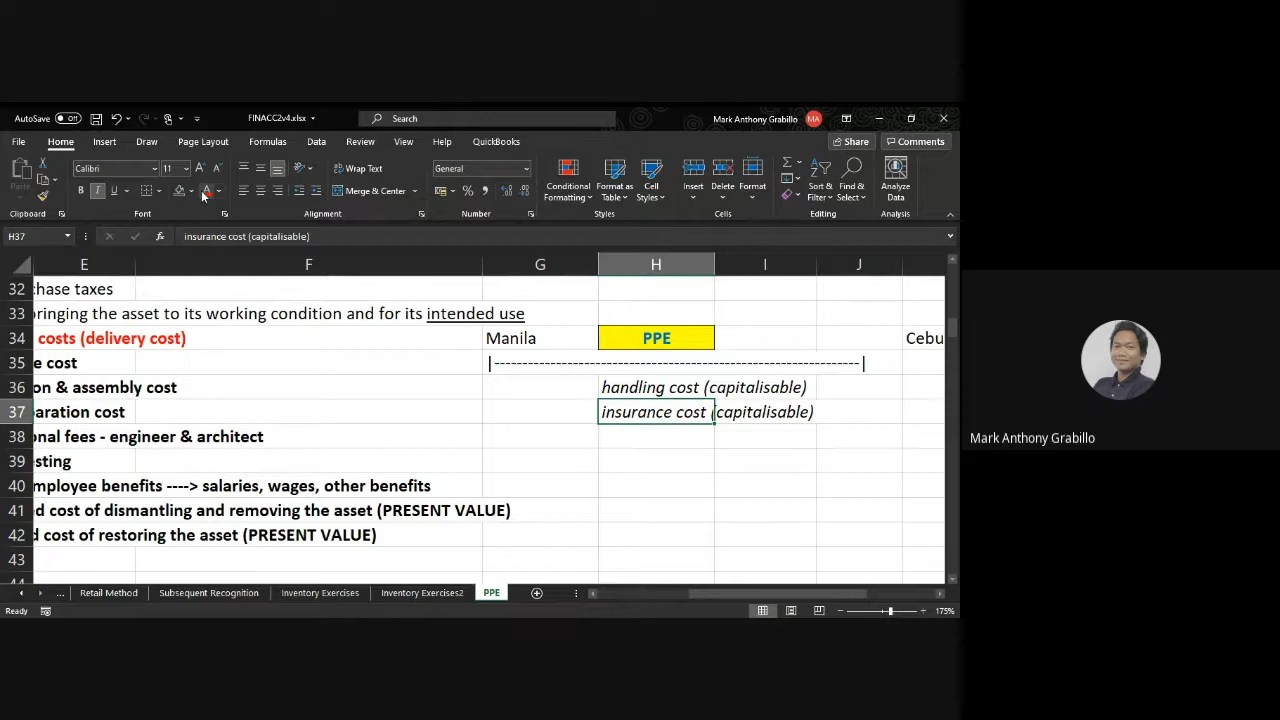 AutoSave Off FINACC2v4.xlsx Search Mark Anthony Grabillo MA
File Home Insert Draw Page Layout Formulas Data Review View Help QuickBooks Share Comments
Paste Calibri 11 Wrap Text General Conditional Formatting Format as Table Cell Styles Insert Delete Format Sort & Filter Find & Select Analyze Data
B I U A Merge & Center %
Clipboard Font Alignment Number Styles Cells Editing Analysis
H37 fx insurance cost (capitalisable)
E F G H I J
32 chase taxes
33 bringing the asset to its working condition and for its intended use
34 costs (delivery cost) Manila PPE Cebu
35 e cost |-----------------------------------------------------------------|
36 on & assembly cost handling cost (capitalisable)
37 aration cost insurance cost (capitalisable)
38 onal fees - engineer & architect
39 esting
40 mployee benefits ----> salaries, wages, other benefits
41 d cost of dismantling and removing the asset (PRESENT VALUE)
42 d cost of restoring the asset (PRESENT VALUE)
43
44
... Retail Method Subsequent Recognition Inventory Exercises Inventory Exercises2 PPE
Ready 175%
Mark Anthony Grabillo